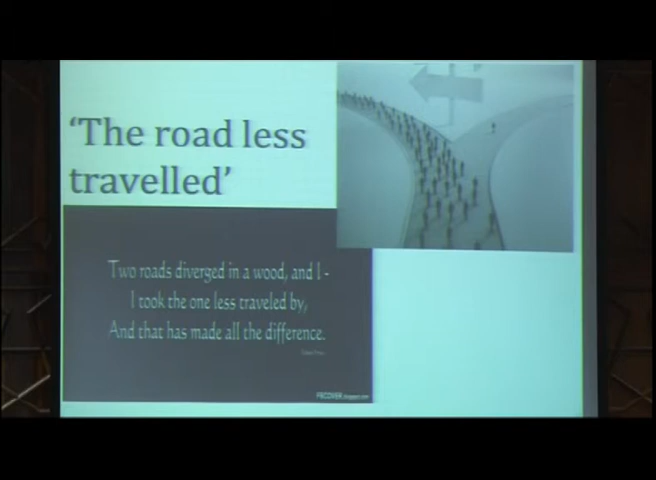 ‘The road less
travelled’
Two roads diverged in a wood, and I -
I took the one less traveled by,
And that has made all the difference.